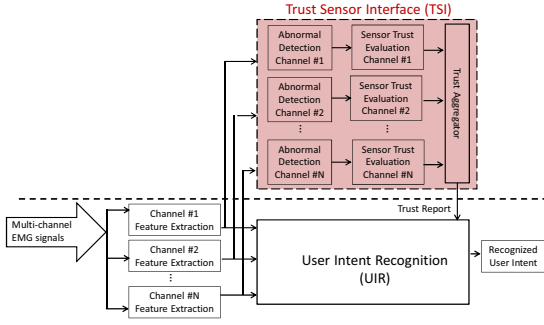 Trust Sensor Interface (TSI)
Abnormal
Detection
Channel #1
Sensor Trust
Evaluation
Channel #1
Abnormal
Detection
Channel #2
Sensor Trust
Evaluation
Channel #2
...
...
Abnormal
Detection
Channel #N
Sensor Trust
Evaluation
Channel #N
Trust Aggregator
Trust Report
Multi-channel
EMG signals
Channel #1
Feature Extraction
Channel #2
Feature Extraction
...
Channel #N
Feature Extraction
User Intent Recognition
(UIR)
Recognized
User Intent